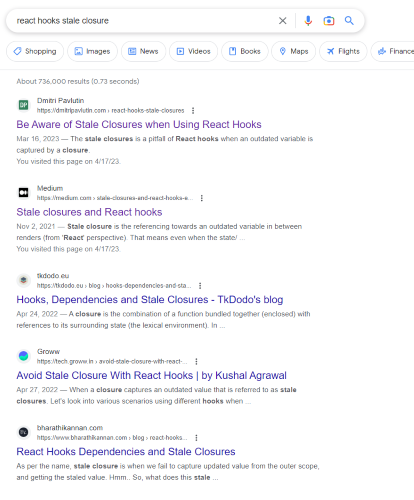 react hooks stale closure
Shopping Images News Videos Books Maps Flights Finance
About 736,000 results (0.73 seconds)
DP
Dmitri Pavlutin
https://dmitripavlutin.com › react-hooks-stale-closures
Be Aware of Stale Closures when Using React Hooks
Mar 16, 2023 — The stale closures is a pitfall of React hooks when an outdated variable is
captured by a closure.
You visited this page on 4/17/23.
Medium
https://medium.com › stale-closures-and-react-hooks-e...
Stale closures and React hooks
Nov 2, 2021 — Stale closure is the referencing towards an outdated variable in between
renders (from 'React' perspective). That means even when the state/ ...
You visited this page on 4/17/23.
tkdodo.eu
https://tkdodo.eu › blog › hooks-dependencies-and-sta...
Hooks, Dependencies and Stale Closures - TkDodo's blog
Apr 24, 2022 — A closure is the combination of a function bundled together (enclosed) with
references to its surrounding state (the lexical environment). In ...
Groww
https://tech.groww.in › avoid-stale-closure-with-react-...
Avoid Stale Closure With React Hooks | by Kushal Agrawal
Apr 27, 2022 — When a closure captures an outdated value that is referred to as stale
closures. Let's look into various scenarios using different hooks when ...
bharathikannan.com
https://www.bharathikannan.com › blog › react-hooks...
React Hooks Dependencies and Stale Closures
As per the name, stale closure is when we fail to capture updated value from the outer scope,
and getting the staled value. Hmm.. So, what does this stale ...